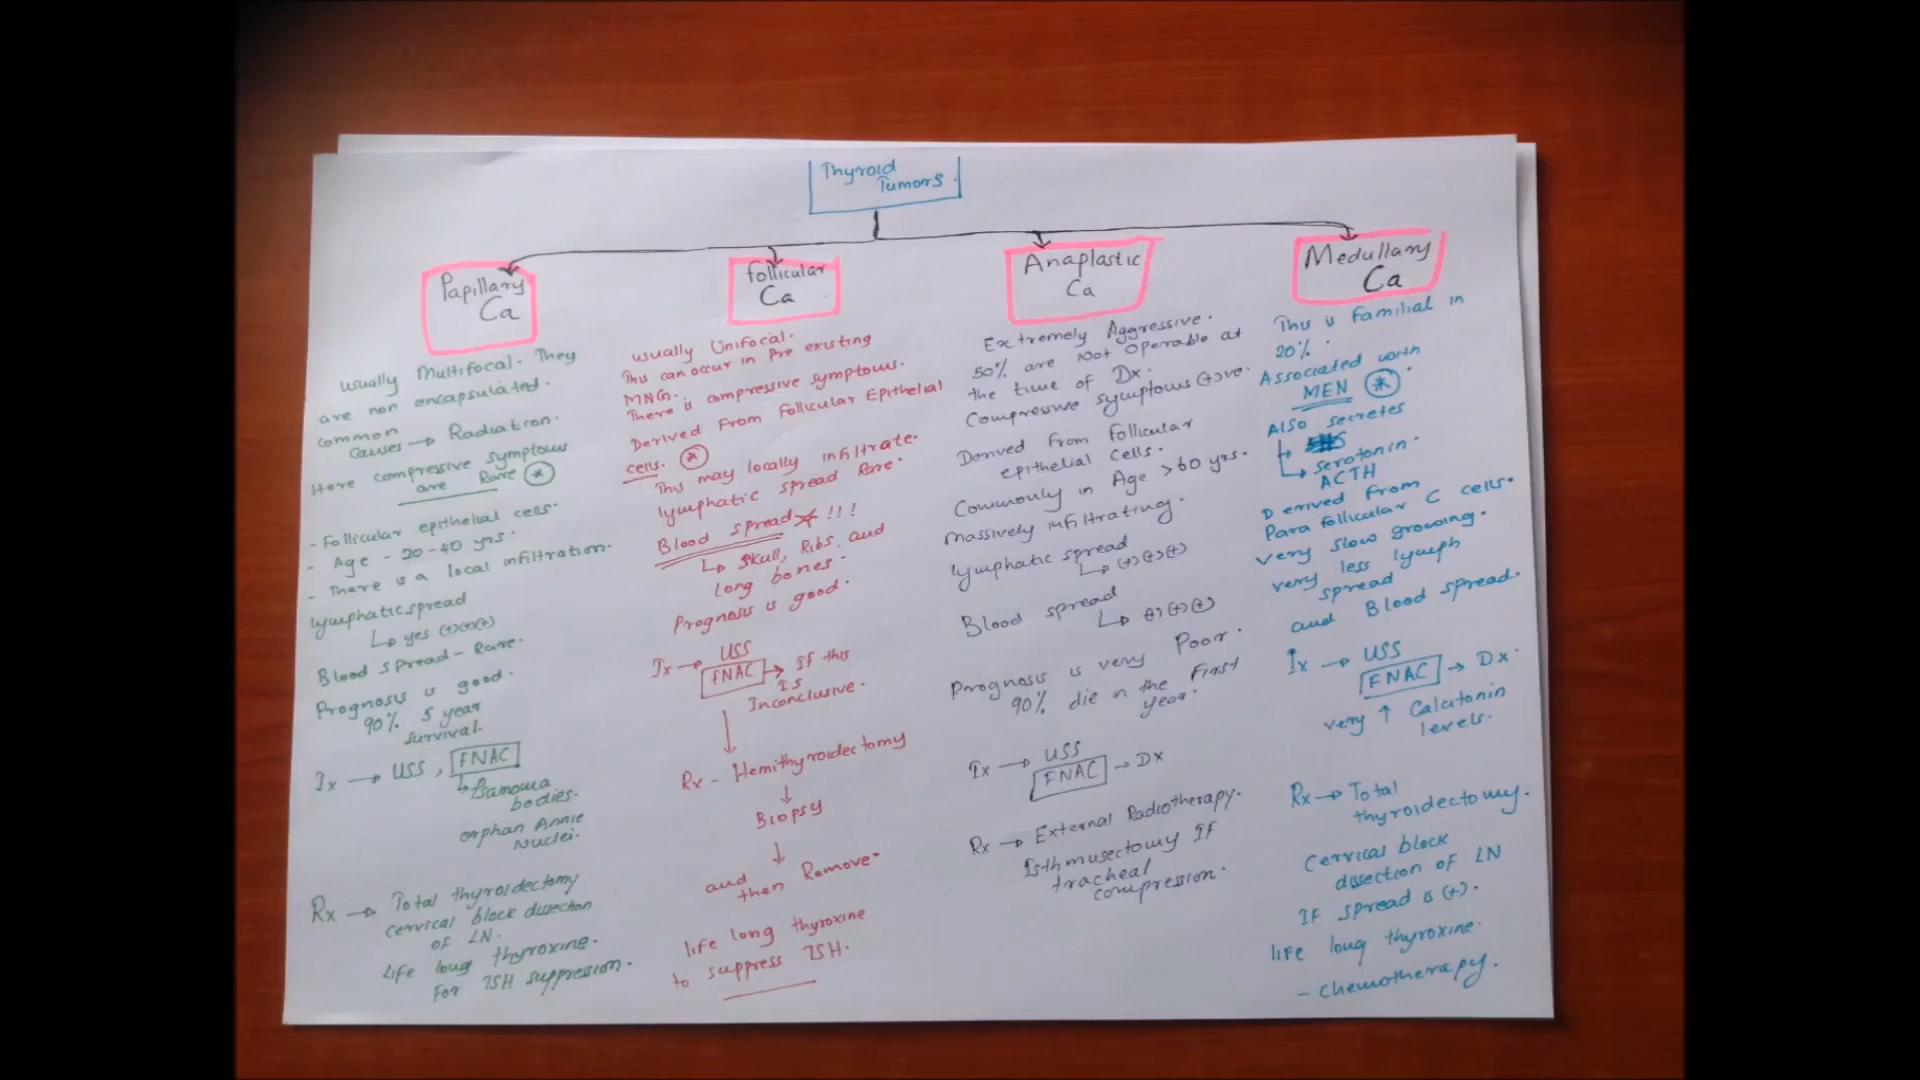 Thyroid
Tumors.
Papillary
Ca
usually Multifocal. They
are non encapsulated.
common
causes → Radiation.
Here compressive symptoms
are Rare *
- Follicular epithelial cells.
- Age - 20-40 yrs.
- There is a local infiltration.
lymphatic spread
↳ yes (+)(+)(+)
Blood spread - Rare.
Prognosis is good.
90% 5 year
survival.
Ix → USS, FNAC
↳ Psamoma
bodies.
orphan Annie
Nuclei.
Rx → Total thyroidectomy
cervical block dissection
of LN.
Life long thyroxine.
For TSH suppression.
follicular
Ca
usually Unifocal.
This can occur in Pre existing
MNG.
There is compressive symptoms.
Derived From Follicular Epithelial
cells. *
This may locally infiltrate.
lymphatic spread Rare.
Blood spread !!!
↳ Skull, Ribs, and
long bones.
Prognosis is good.
Ix → USS
FNAC → If this
Is
Inconclusive.
↓
Rx - Hemithyroidectomy
↓
Biopsy
↓
and
then Remove.
life long thyroxine
to suppress TSH.
Anaplastic
Ca
Extremely Aggressive.
50% are Not Operable at
the time of Dx.
Compressive symptoms (+)ve.
Derived from follicular
epithelial cells.
Commonly in Age >60 yrs.
Massively infiltrating.
lymphatic spread
↳ (+)(+)(+)
Blood spread
↳ (+)(+)(+)
Prognosis is very Poor.
90% die in the First
year.
Ix → USS
FNAC → Dx
Rx → External Radiotherapy.
Isthmusectomy IF
tracheal
compression.
Medullary
Ca
This is Familial in
20%.
Associated with
MEN *
Also secretes
↳ serotonin.
ACTH
Derived From
Para follicular C cells.
very slow growing.
very less lymph
spread
and Blood spread.
Ix → USS
FNAC → Dx.
very ↑ Calcitonin
levels.
Rx → Total
thyroidectomy.
Cervical block
dissection of LN
IF spread is (+).
life long thyroxine.
- chemotherapy.